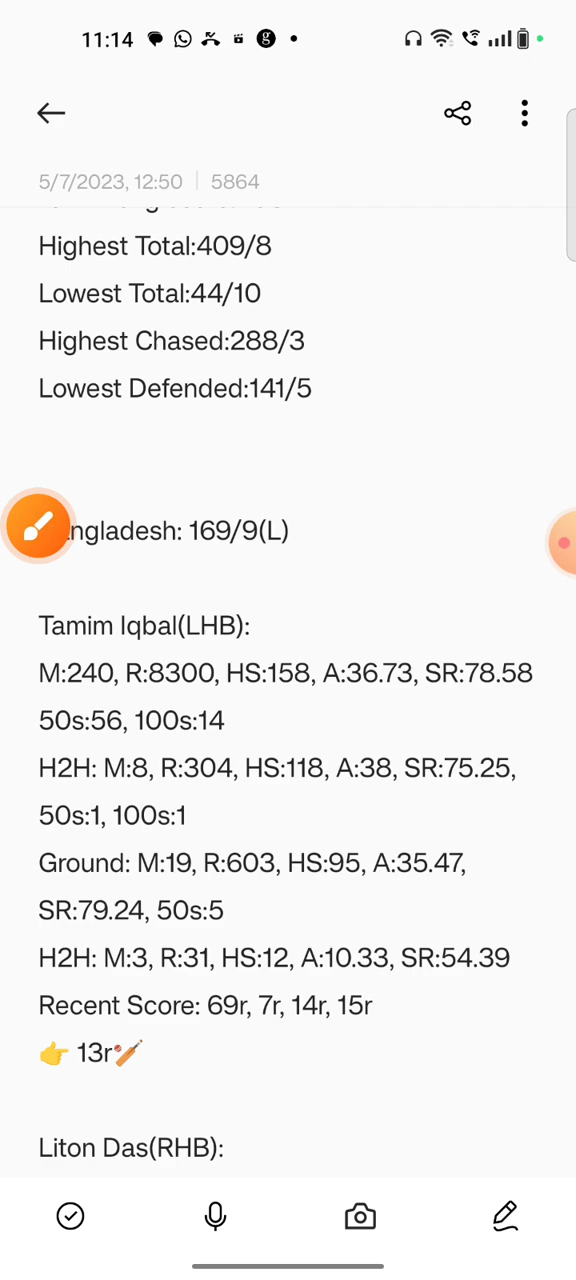 11:14
5/7/2023, 12:50 | 5864
Highest Total:409/8
Lowest Total:44/10
Highest Chased:288/3
Lowest Defended:141/5
ngladesh: 169/9(L)
Tamim Iqbal(LHB):
M:240, R:8300, HS:158, A:36.73, SR:78.58
50s:56, 100s:14
H2H: M:8, R:304, HS:118, A:38, SR:75.25,
50s:1, 100s:1
Ground: M:19, R:603, HS:95, A:35.47,
SR:79.24, 50s:5
H2H: M:3, R:31, HS:12, A:10.33, SR:54.39
Recent Score: 69r, 7r, 14r, 15r
👉 13r🏏
Liton Das(RHB):